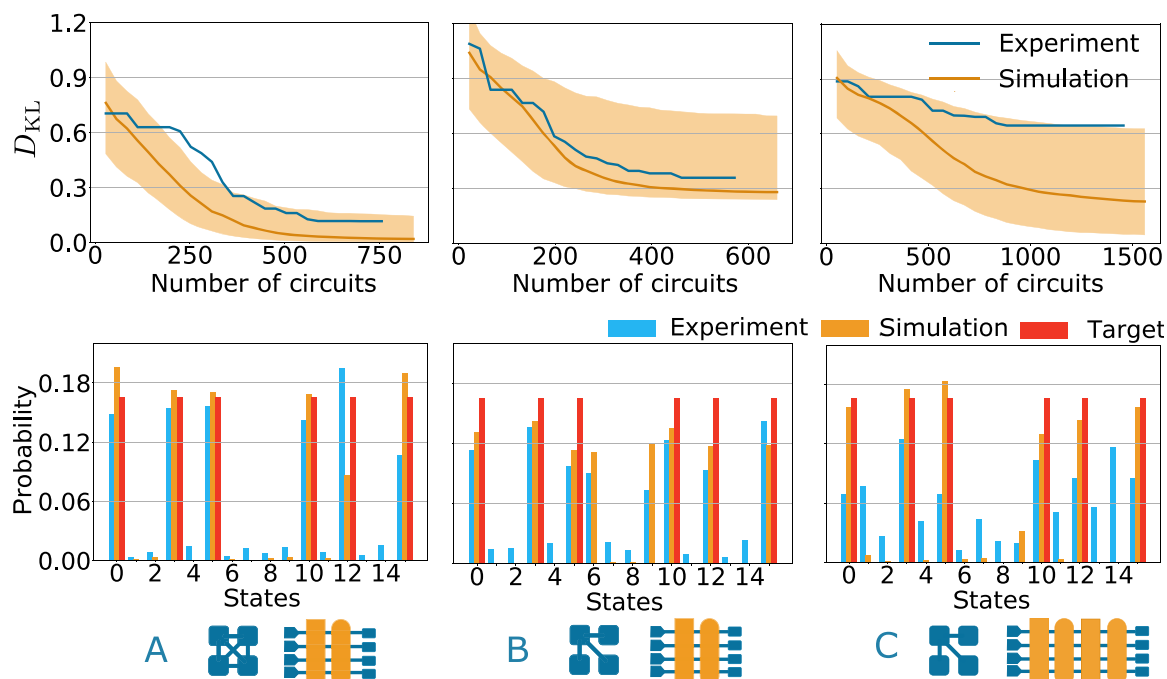 1.2
0.9
0.6
0.3
0.0
D_KL
0 250 500 750
Number of circuits
0 200 400 600
Number of circuits
Experiment
Simulation
0 500 1000 1500
Number of circuits
Experiment Simulation Target
0.18
0.12
0.06
0.00
Probability
0 2 4 6 8 10 12 14
States
0 2 4 6 8 10 12 14
States
0 2 4 6 8 10 12 14
States
A B C